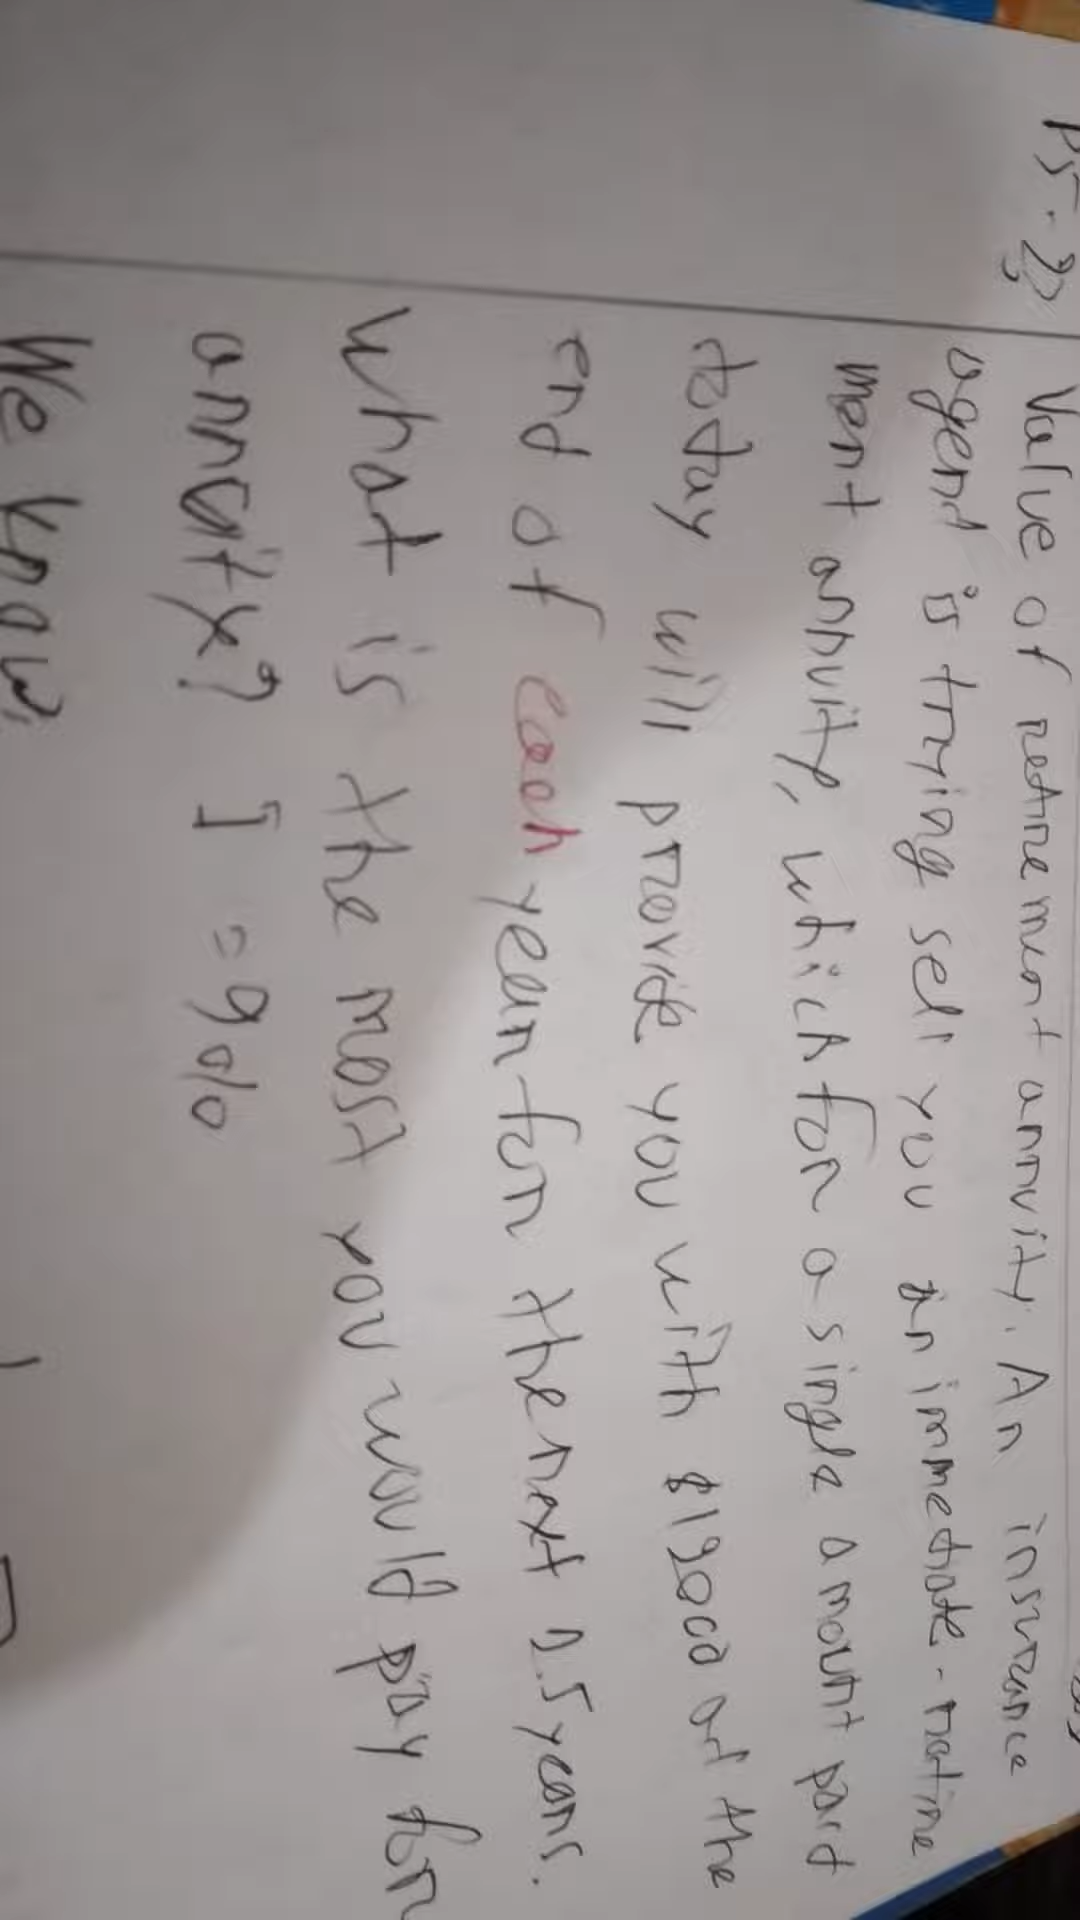 P5-22
Value of retirement annuity. An insurance
agent is trying sell you an immediate-ratire
ment annuity, which for a single amount paid
today will provide you with $12000 at the
end of each year for the next 25 years.
What is the most you would pay for
annuity? I = 9%
We know,